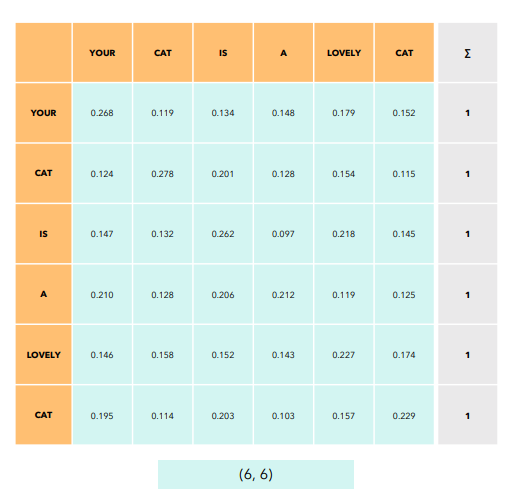 YOUR CAT IS A LOVELY CAT Σ
YOUR 0.268 0.119 0.134 0.148 0.179 0.152 1
CAT 0.124 0.278 0.201 0.128 0.154 0.115 1
IS 0.147 0.132 0.262 0.097 0.218 0.145 1
A 0.210 0.128 0.206 0.212 0.119 0.125 1
LOVELY 0.146 0.158 0.152 0.143 0.227 0.174 1
CAT 0.195 0.114 0.203 0.103 0.157 0.229 1
(6, 6)